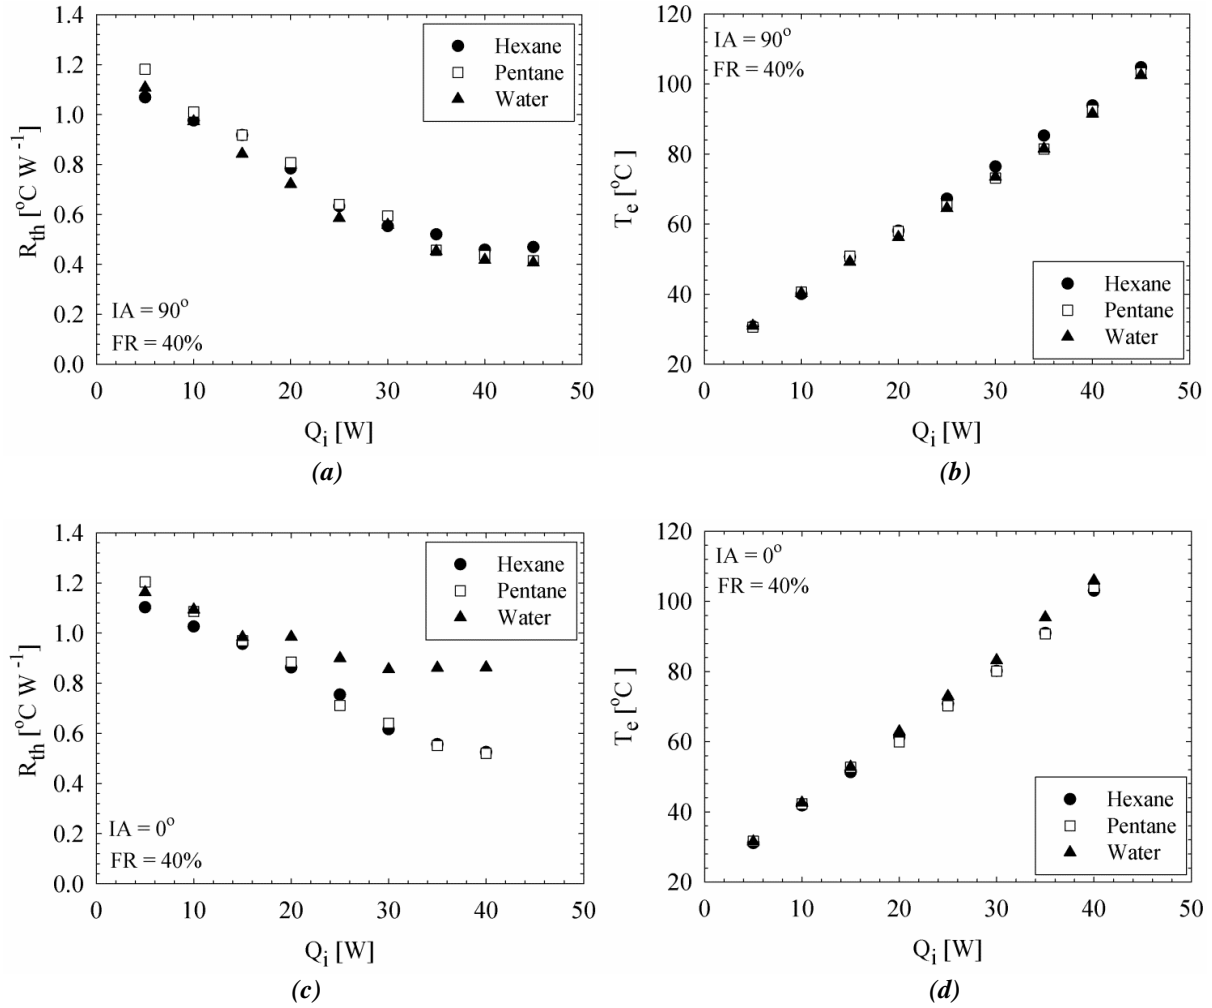 1.4
1.2
1.0
0.8
0.6
0.4
0.2
0.0
R_th [°C W⁻¹]
Hexane
Pentane
Water
IA = 90°
FR = 40%
0 10 20 30 40 50
Q_i [W]
(a)
120
100
80
60
40
20
T_e [°C]
IA = 90°
FR = 40%
Hexane
Pentane
Water
0 10 20 30 40 50
Q_i [W]
(b)
1.4
1.2
1.0
0.8
0.6
0.4
0.2
0.0
R_th [°C W⁻¹]
Hexane
Pentane
Water
IA = 0°
FR = 40%
0 10 20 30 40 50
Q_i [W]
(c)
120
100
80
60
40
20
T_e [°C]
IA = 0°
FR = 40%
Hexane
Pentane
Water
0 10 20 30 40 50
Q_i [W]
(d)